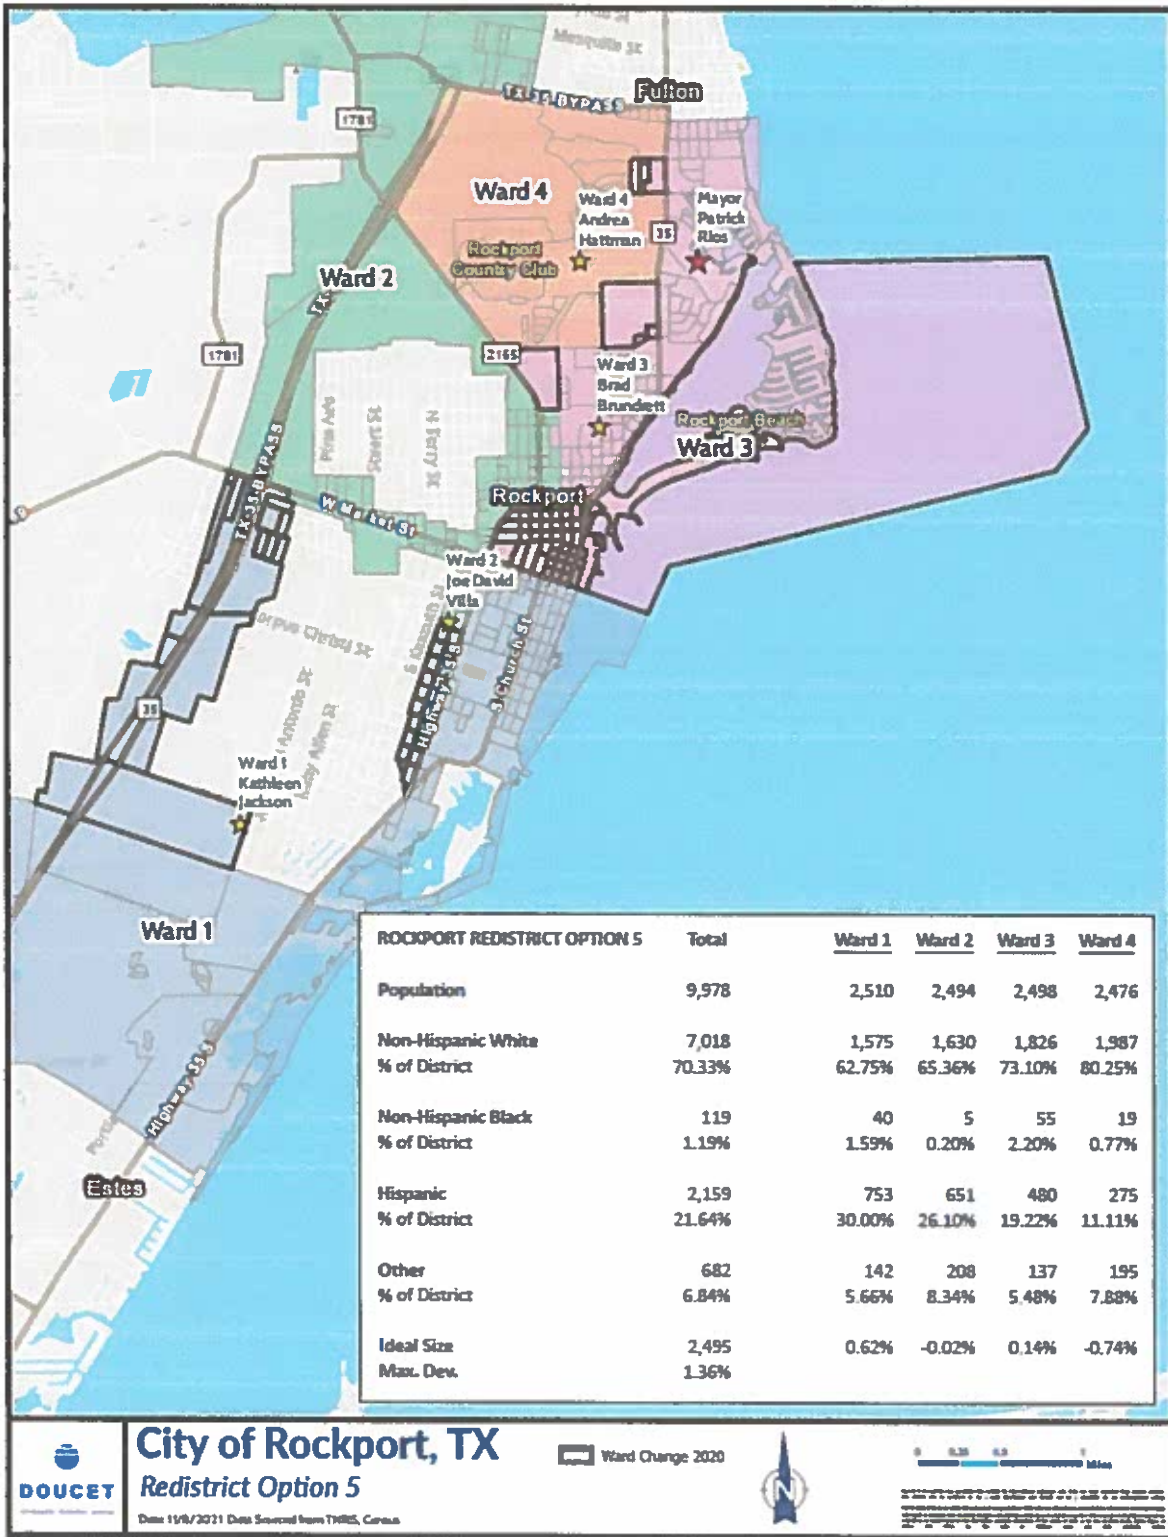 Mesquite St
TX-35-BYPASS
Fulton
1781
Ward 4
Ward 4
Andrea
Hattman
Mayor
Patrick
Rios
35
Rockport
Country Club
Ward 2
1781
2165
Ward 3
Brad
Brundrett
Rockport Beach
Ward 3
Pine Ave
N Terry St
TX-35-BYPASS
Rockport
W Market St
Ward 2
Joe David
Villa
Corpus Christi St
S Church St
Highway 35 S
35
Ward 1
Kathleen
Jackson
Ward 1
Highway 35 S
Estes
ROCKPORT REDISTRICT OPTION 5 Total Ward 1 Ward 2 Ward 3 Ward 4
Population 9,978 2,510 2,494 2,498 2,476
Non-Hispanic White 7,018 1,575 1,630 1,826 1,987
% of District 70.33% 62.75% 65.36% 73.10% 80.25%
Non-Hispanic Black 119 40 5 55 19
% of District 1.19% 1.59% 0.20% 2.20% 0.77%
Hispanic 2,159 753 651 480 275
% of District 21.64% 30.00% 26.10% 19.22% 11.11%
Other 682 142 208 137 195
% of District 6.84% 5.66% 8.34% 5.48% 7.88%
Ideal Size 2,495 0.62% -0.02% 0.14% -0.74%
Max. Dev. 1.36%
DOUCET
City of Rockport, TX
Redistrict Option 5
Ward Change 2020
N
Miles